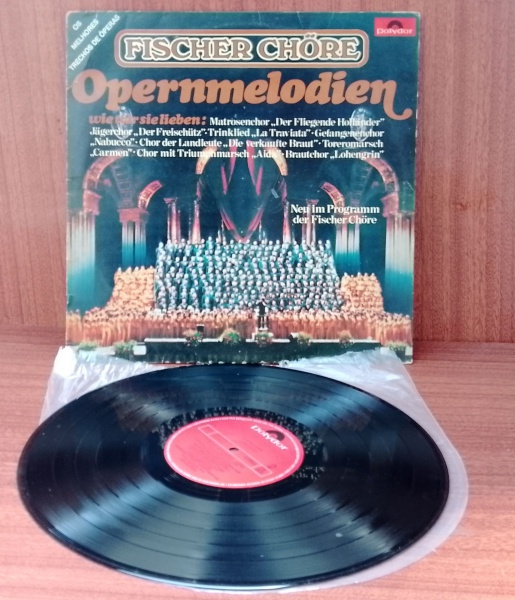 OS
MELHORES
TRECHOS DE ÓPERAS
Polydor
FISCHER CHÖRE
Opernmelodien
wie wir sie lieben: Matrosenchor „Der Fliegende Holländer”
Jägerchor „Der Freischütz”·Trinklied „La Traviata”·Gefangenenchor
„Nabucco”·Chor der Landleute „Die verkaufte Braut”·Toreromarsch
„Carmen”·Chor mit Triumphmarsch „Aida”·Brautchor „Lohengrin”
Neu im Programm
der Fischer Chöre
Polydor